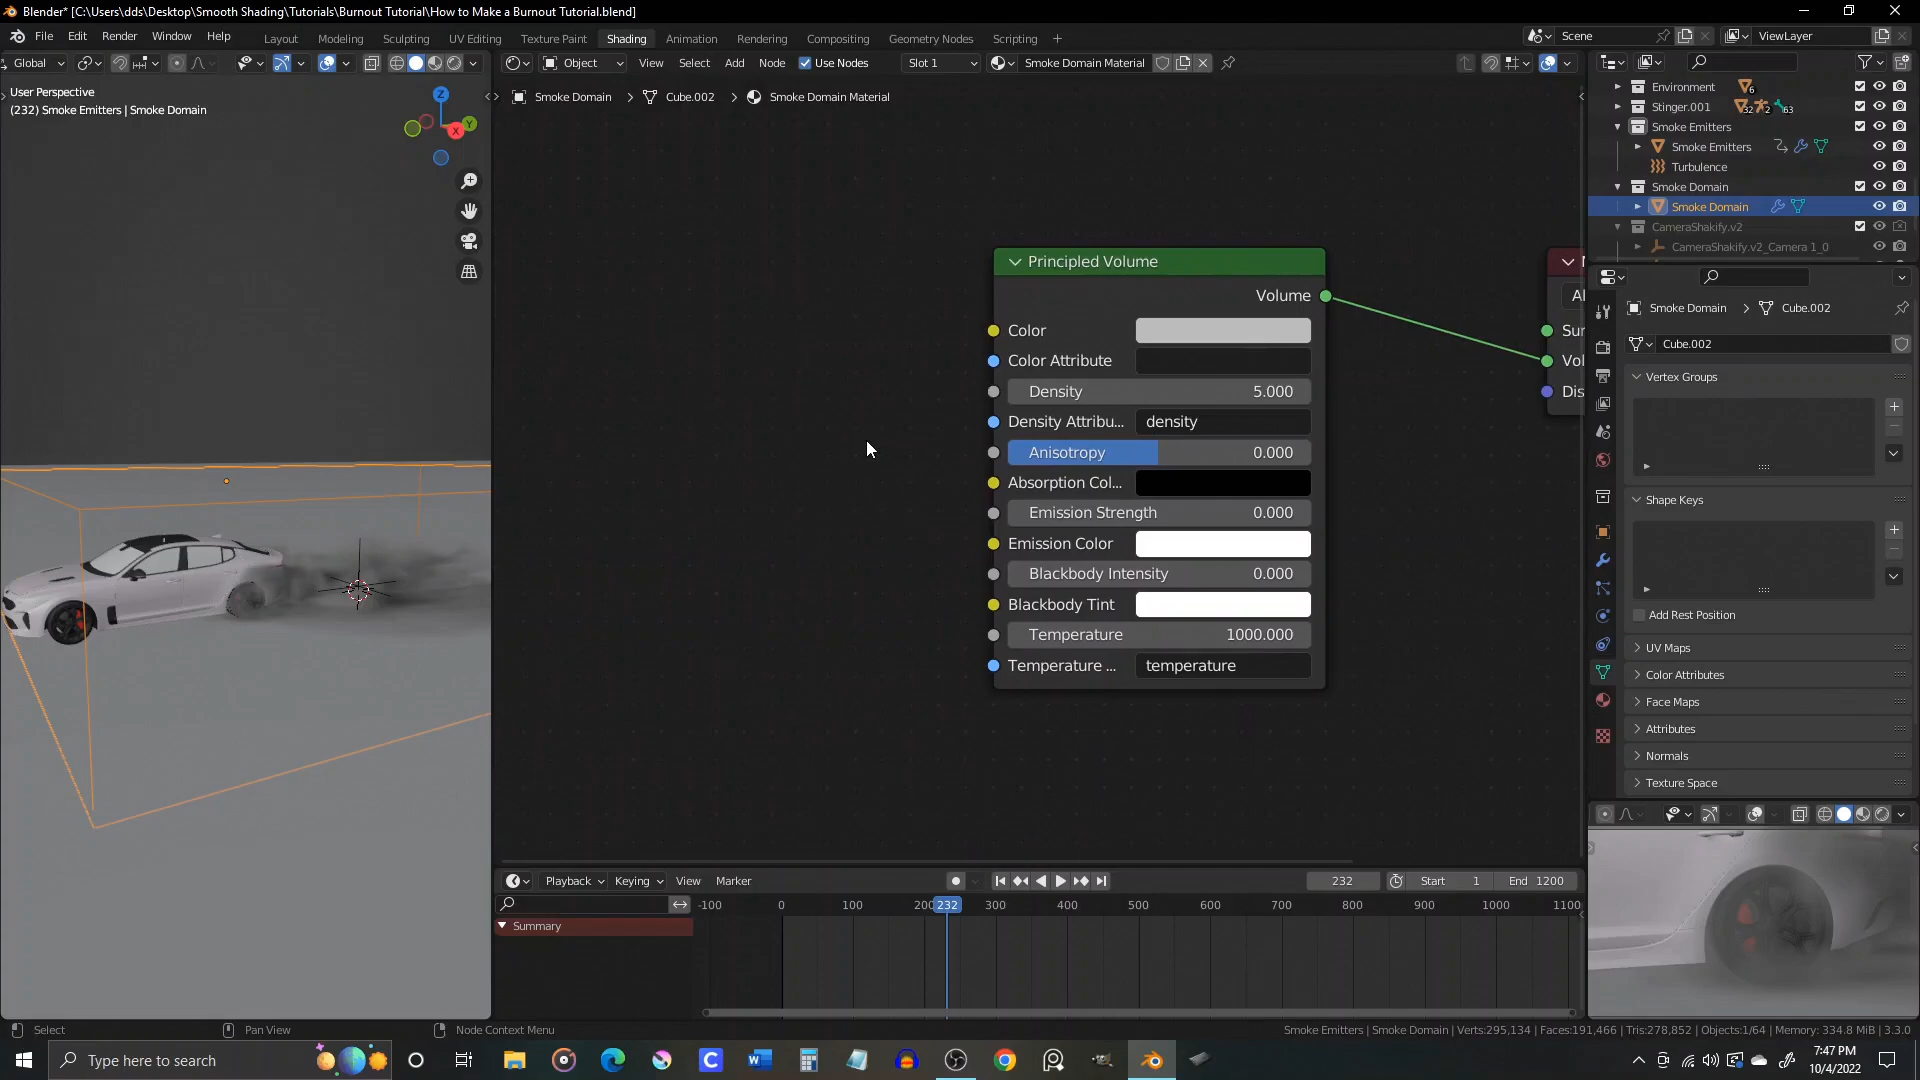 Blender* [C:\Users\dds\Desktop\Smooth Shading\Tutorials\Burnout Tutorial\How to Make a Burnout Tutorial.blend]
File Edit Render Window Help Layout Modeling Sculpting UV Editing Texture Paint Shading Animation Rendering Compositing Geometry Nodes Scripting + Scene ViewLayer
Global Object View Select Add Node Use Nodes Slot 1 Smoke Domain Material
User Perspective
(232) Smoke Emitters | Smoke Domain
Z
Y
X
Smoke Domain > Cube.002 > Smoke Domain Material
Principled Volume
Volume
Color
Color Attribute
Density 5.000
Density Attribu... density
Anisotropy 0.000
Absorption Col...
Emission Strength 0.000
Emission Color
Blackbody Intensity 0.000
Blackbody Tint
Temperature 1000.000
Temperature ... temperature
Sur
Vol
Dis
Environment 6
Stinger.001 32 2 63
Smoke Emitters
Smoke Emitters
Turbulence
Smoke Domain
Smoke Domain
CameraShakify.v2
CameraShakify.v2_Camera 1_0
Smoke Domain > Cube.002
Cube.002
Vertex Groups
Shape Keys
Add Rest Position
UV Maps
Color Attributes
Face Maps
Attributes
Normals
Texture Space
Playback Keying View Marker 232 Start 1 End 1200
-100 0 100 200 232 300 400 500 600 700 800 900 1000 1100
Summary
Select Pan View Node Context Menu Smoke Emitters | Smoke Domain | Verts:295,134 | Faces:191,466 | Tris:278,852 | Objects:1/64 | Memory: 334.8 MiB | 3.3.0
Type here to search
7:47 PM
10/4/2022